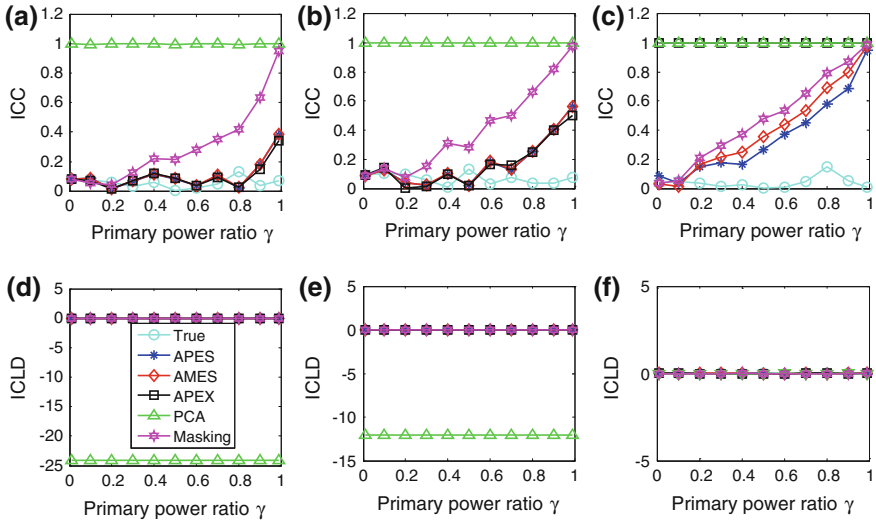 (a)
1.2
1
0.8
0.6
0.4
0.2
0
ICC
0 0.2 0.4 0.6 0.8 1
Primary power ratio γ
(b)
1.2
1
0.8
0.6
0.4
0.2
0
ICC
0 0.2 0.4 0.6 0.8 1
Primary power ratio γ
(c)
1.2
1
0.8
0.6
0.4
0.2
0
ICC
0 0.2 0.4 0.6 0.8 1
Primary power ratio γ
(d)
5
0
-5
-10
-15
-20
-25
ICLD
True
APES
AMES
APEX
PCA
Masking
0 0.2 0.4 0.6 0.8 1
Primary power ratio γ
(e)
5
0
-5
-10
-15
ICLD
0 0.2 0.4 0.6 0.8 1
Primary power ratio γ
(f)
5
0
-5
ICLD
0 0.2 0.4 0.6 0.8 1
Primary power ratio γ